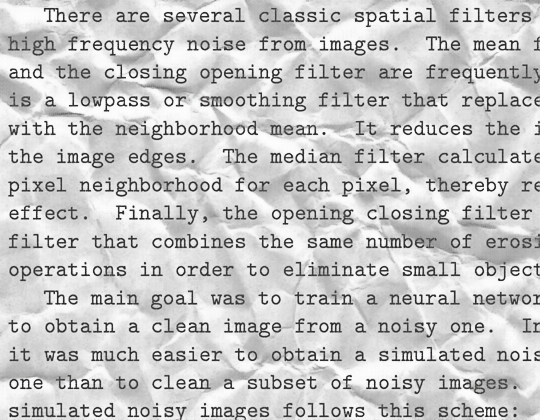 There are several classic spatial filters
high frequency noise from images.  The mean f
and the closing opening filter are frequently
is a lowpass or smoothing filter that replace
with the neighborhood mean.  It reduces the i
the image edges.  The median filter calculate
pixel neighborhood for each pixel, thereby re
effect.  Finally, the opening closing filter
filter that combines the same number of erosi
operations in order to eliminate small object
The main goal was to train a neural networ
to obtain a clean image from a noisy one.  In
it was much easier to obtain a simulated nois
one than to clean a subset of noisy images.
simulated noisy images follows this scheme: